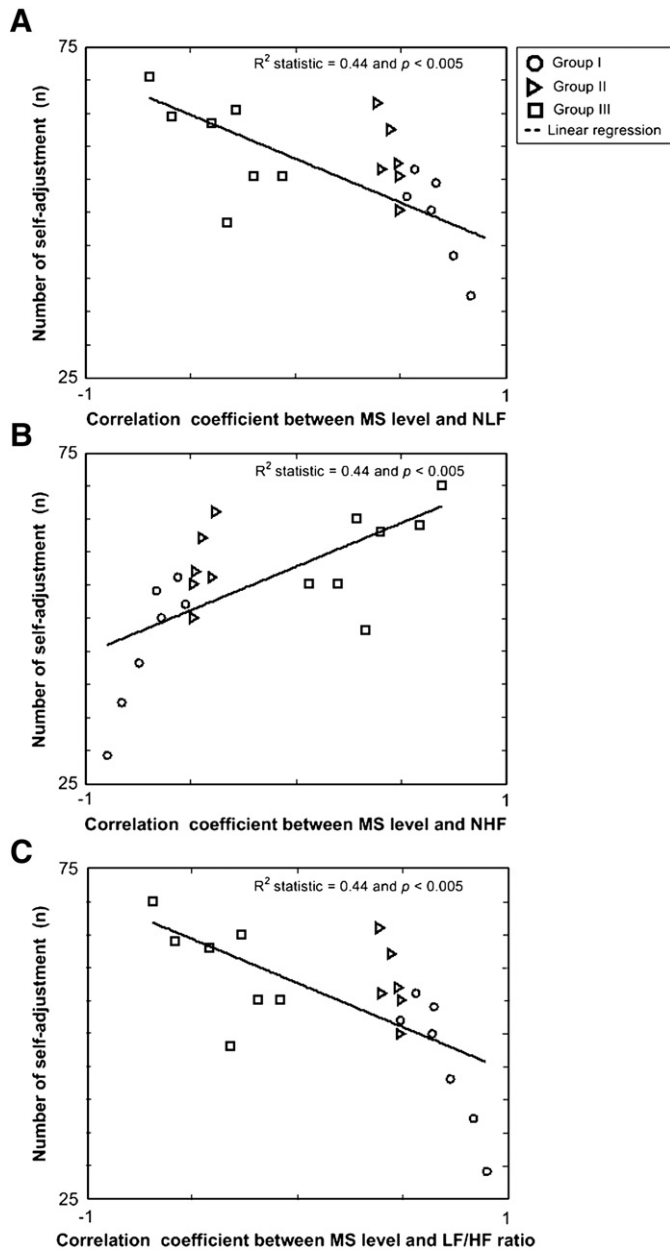 A
75
R² statistic = 0.44 and p < 0.005
Group I
Group II
Group III
Linear regression
Number of self-adjustment (n)
25
-1
1
Correlation coefficient between MS level and NLF
B
75
R² statistic = 0.44 and p < 0.005
Number of self-adjustment (n)
25
-1
1
Correlation coefficient between MS level and NHF
C
75
R² statistic = 0.44 and p < 0.005
Number of self-adjustment (n)
25
-1
1
Correlation coefficient between MS level and LF/HF ratio